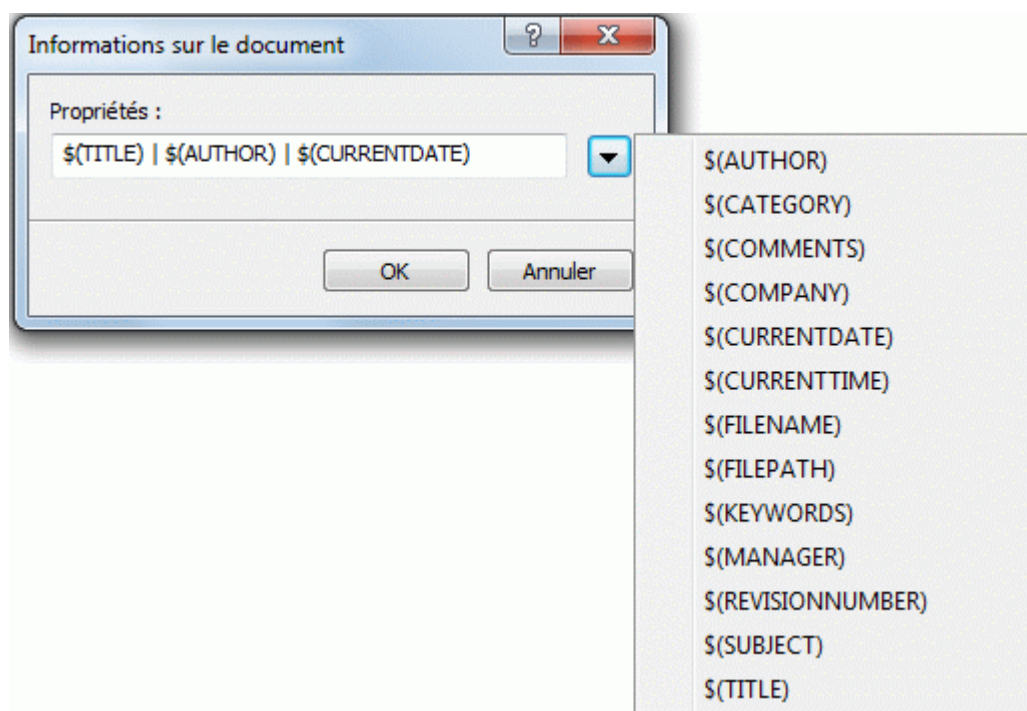 Informations sur le document
Propriétés :
$(TITLE) | $(AUTHOR) | $(CURRENTDATE)
OK
Annuler
$(AUTHOR)
$(CATEGORY)
$(COMMENTS)
$(COMPANY)
$(CURRENTDATE)
$(CURRENTTIME)
$(FILENAME)
$(FILEPATH)
$(KEYWORDS)
$(MANAGER)
$(REVISIONNUMBER)
$(SUBJECT)
$(TITLE)